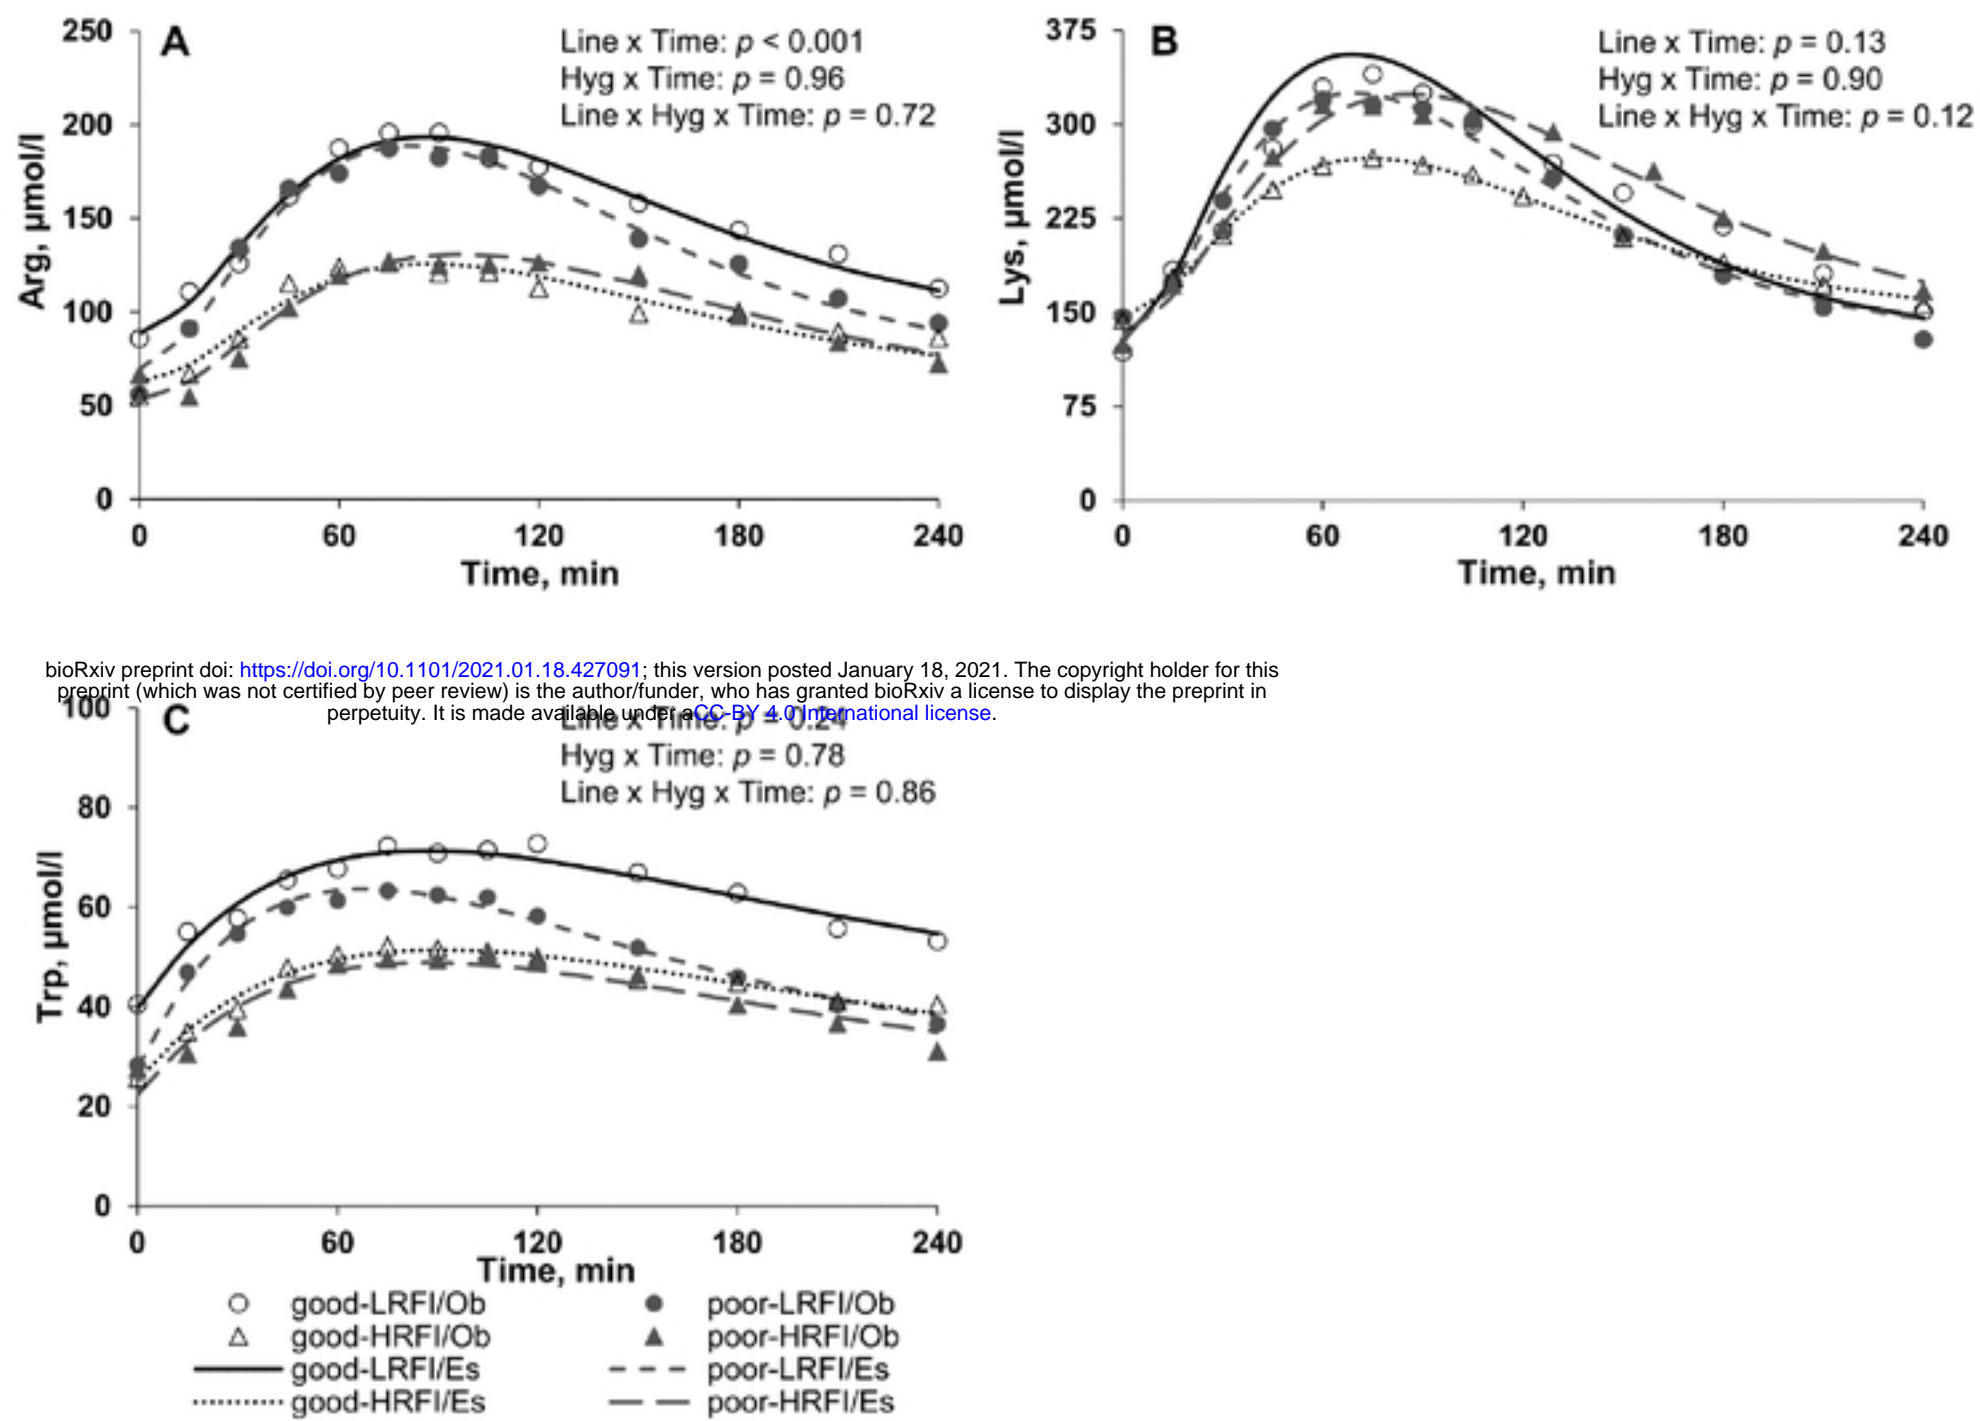 A
Line x Time: p < 0.001
Hyg x Time: p = 0.96
Line x Hyg x Time: p = 0.72
Arg, µmol/l
250
200
150
100
50
0
0 60 120 180 240
Time, min
B
Line x Time: p = 0.13
Hyg x Time: p = 0.90
Line x Hyg x Time: p = 0.12
Lys, µmol/l
375
300
225
150
75
0
0 60 120 180 240
Time, min
bioRxiv preprint doi: https://doi.org/10.1101/2021.01.18.427091; this version posted January 18, 2021. The copyright holder for this
preprint (which was not certified by peer review) is the author/funder, who has granted bioRxiv a license to display the preprint in
perpetuity. It is made available under aCC-BY 4.0 International license.
C
Line x Time: p = 0.24
Hyg x Time: p = 0.78
Line x Hyg x Time: p = 0.86
Trp, µmol/l
100
80
60
40
20
0
0 60 120 180 240
Time, min
good-LRFI/Ob poor-LRFI/Ob
good-HRFI/Ob poor-HRFI/Ob
good-LRFI/Es poor-LRFI/Es
good-HRFI/Es poor-HRFI/Es